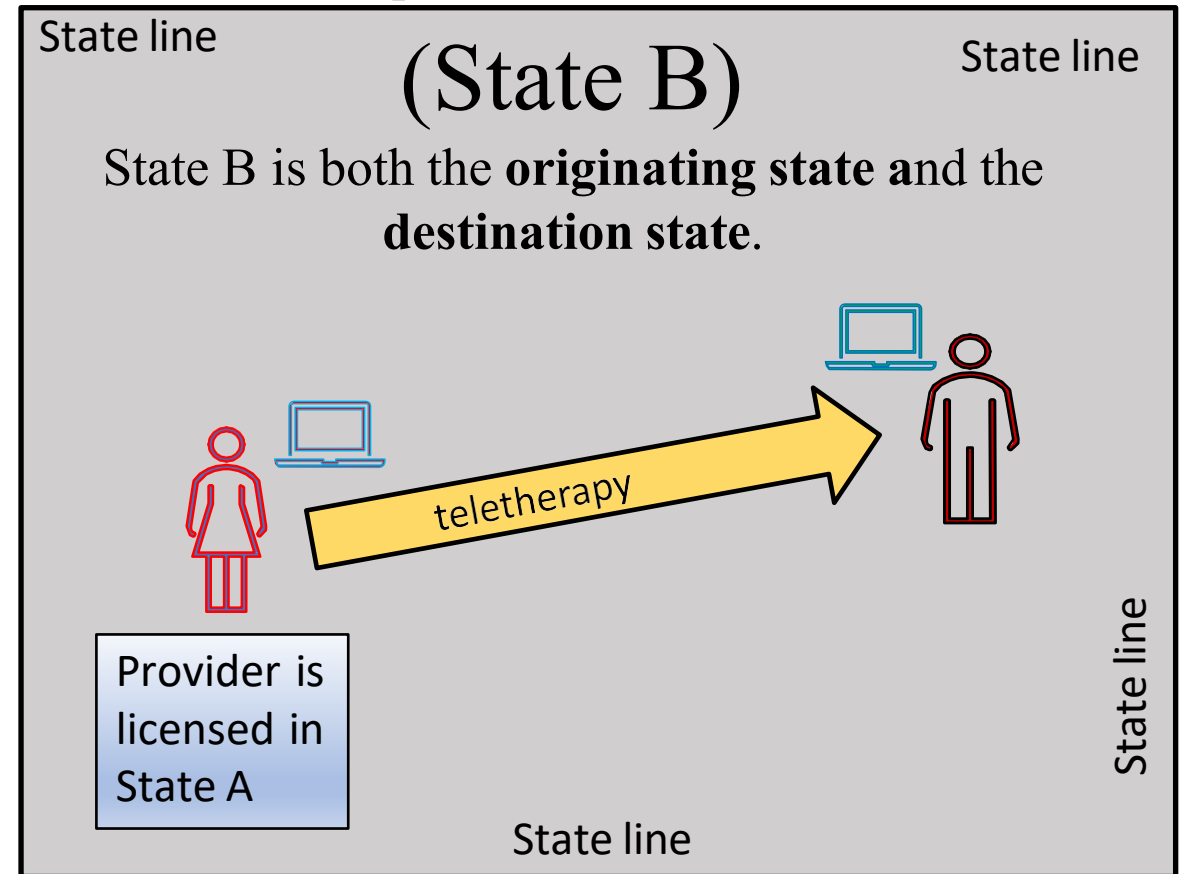 State line
(State B)
State line
State B is both the originating state and the
destination state.
teletherapy
Provider is
licensed in
State A
State line
State line